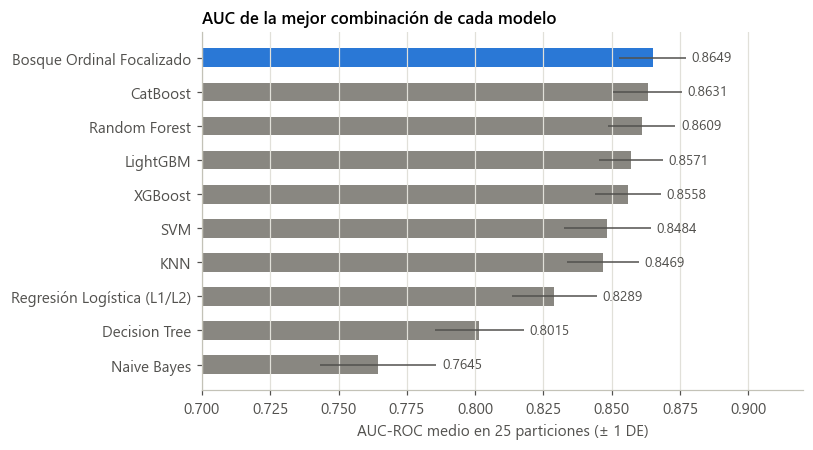 AUC de la mejor combinación de cada modelo
Bosque Ordinal Focalizado 0.8649
CatBoost 0.8631
Random Forest 0.8609
LightGBM 0.8571
XGBoost 0.8558
SVM 0.8484
KNN 0.8469
Regresión Logística (L1/L2) 0.8289
Decision Tree 0.8015
Naive Bayes 0.7645
0.700 0.725 0.750 0.775 0.800 0.825 0.850 0.875 0.900
AUC-ROC medio en 25 particiones (± 1 DE)